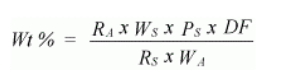 Wt % = R_A x W_S x P_S x DF
R_S x W_A